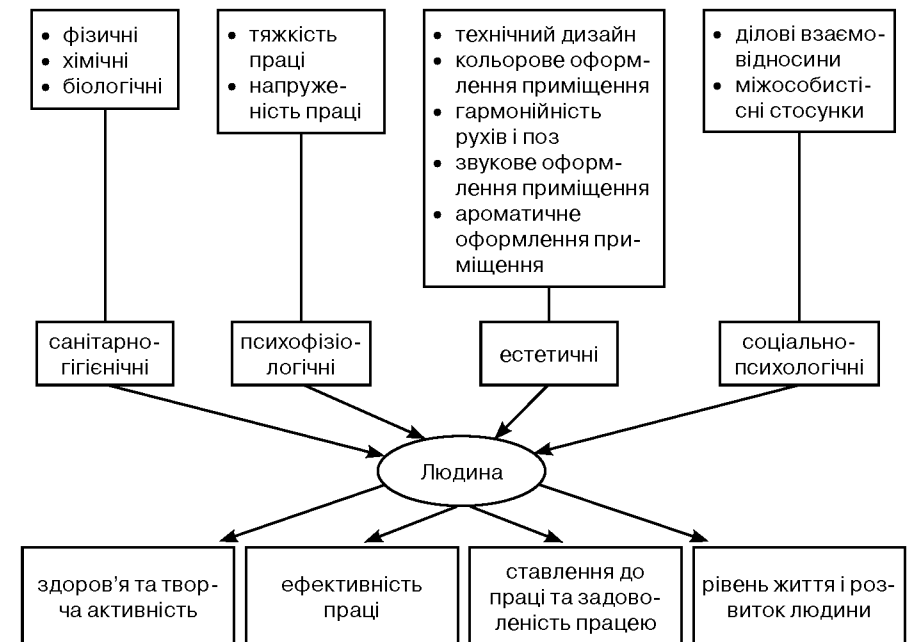 • фізичні
• хімічні
• біологічні
• тяжкість
праці
• напруже-
ність праці
• технічний дизайн
• кольорове оформ-
лення приміщення
• гармонійність
рухів і поз
• звукове оформ-
лення приміщення
• ароматичне
оформлення при-
міщення
• ділові взаємо-
відносини
• міжособисті-
сні стосунки
санітарно-
гігієнічні
психофізіо-
логічні
естетичні
соціально-
психологічні
Людина
здоров’я та твор-
ча активність
ефективність
праці
ставлення до
праці та задово-
леність працею
рівень життя і роз-
виток людини